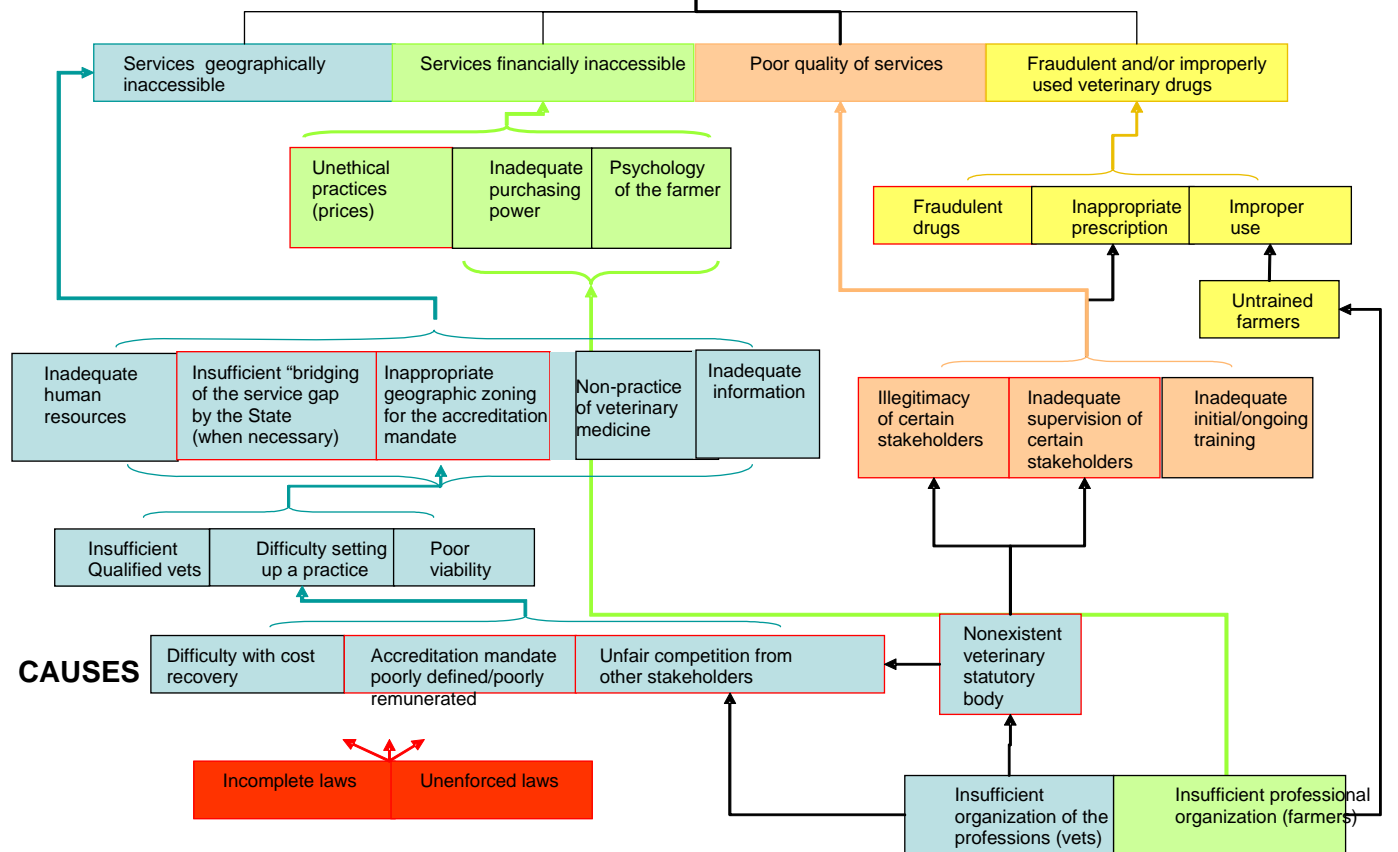 Services geographically
inaccessible
Services financially inaccessible
Poor quality of services
Fraudulent and/or improperly
used veterinary drugs
Unethical
practices
(prices)
Inadequate
purchasing
power
Psychology
of the farmer
Fraudulent
drugs
Inappropriate
prescription
Improper
use
Untrained
farmers
Inadequate
human
resources
Insufficient “bridging
of the service gap
by the State
(when necessary)
Inappropriate
geographic zoning
for the accreditation
mandate
Non-practice
of veterinary
medicine
Inadequate
information
Illegitimacy
of certain
stakeholders
Inadequate
supervision of
certain
stakeholders
Inadequate
initial/ongoing
training
Insufficient
Qualified vets
Difficulty setting
up a practice
Poor
viability
CAUSES
Difficulty with cost
recovery
Accreditation mandate
poorly defined/poorly
remunerated
Unfair competition from
other stakeholders
Nonexistent
veterinary
statutory
body
Incomplete laws
Unenforced laws
Insufficient
organization of the
professions (vets)
Insufficient professional
organization (farmers)